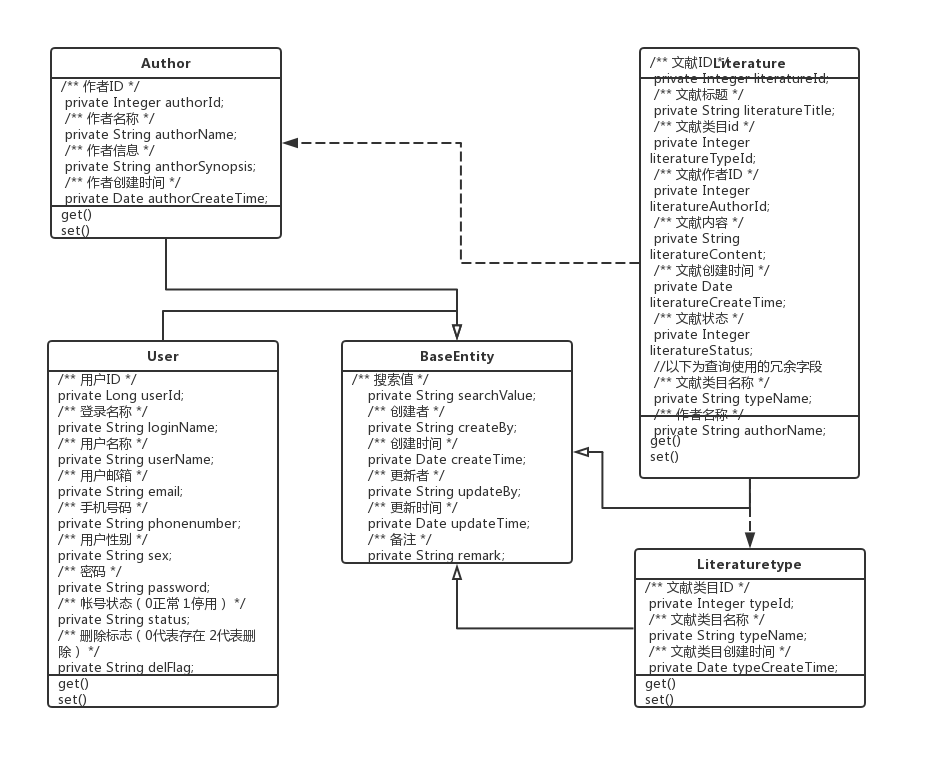 Author
/** 作者ID */
private Integer authorId;
/** 作者名称 */
private String authorName;
/** 作者信息 */
private String anthorSynopsis;
/** 作者创建时间 */
private Date authorCreateTime;
get()
set()
Literature
/** 文献ID */
private Integer literatureId;
/** 文献标题 */
private String literatureTitle;
/** 文献类目id */
private Integer
literatureTypeId;
/** 文献作者ID */
private Integer
literatureAuthorId;
/** 文献内容 */
private String
literatureContent;
/** 文献创建时间 */
private Date
literatureCreateTime;
/** 文献状态 */
private Integer
literatureStatus;
//以下为查询使用的冗余字段
/** 文献类目名称 */
private String typeName;
/** 作者名称 */
private String authorName;
get()
set()
User
/** 用户ID */
private Long userId;
/** 登录名称 */
private String loginName;
/** 用户名称 */
private String userName;
/** 用户邮箱 */
private String email;
/** 手机号码 */
private String phonenumber;
/** 用户性别 */
private String sex;
/** 密码 */
private String password;
/** 帐号状态（0正常 1停用） */
private String status;
/** 删除标志（0代表存在 2代表删
除） */
private String delFlag;
get()
set()
BaseEntity
/** 搜索值 */
private String searchValue;
/** 创建者 */
private String createBy;
/** 创建时间 */
private Date createTime;
/** 更新者 */
private String updateBy;
/** 更新时间 */
private Date updateTime;
/** 备注 */
private String remark;
Literaturetype
/** 文献类目ID */
private Integer typeId;
/** 文献类目名称 */
private String typeName;
/** 文献类目创建时间 */
private Date typeCreateTime;
get()
set()